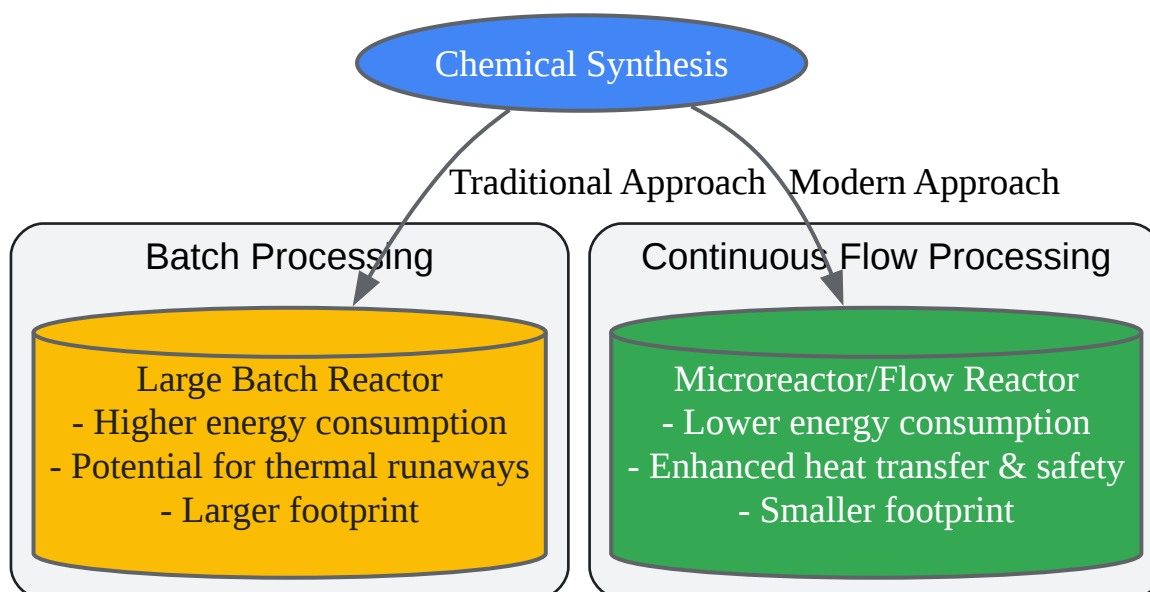 Chemical Synthesis
Traditional Approach
Modern Approach
Batch Processing
Large Batch Reactor
- Higher energy consumption
- Potential for thermal runaways
- Larger footprint
Continuous Flow Processing
Microreactor/Flow Reactor
- Lower energy consumption
- Enhanced heat transfer & safety
- Smaller footprint